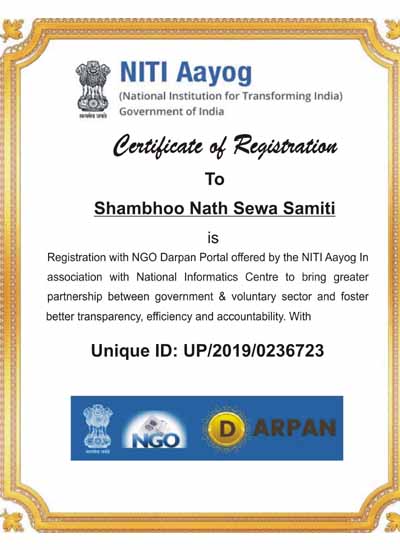 NITI Aayog
(National Institution for Transforming India)
Government of India
सत्यमेव जयते
Certificate of Registration
To
Shambhoo Nath Sewa Samiti
is
Registration with NGO Darpan Portal offered by the NITI Aayog In
association with National Informatics Centre to bring greater
partnership between government & voluntary sector and foster
better transparency, efficiency and accountability. With
Unique ID: UP/2019/0236723
सत्यमेव जयते
NGO
DARPAN